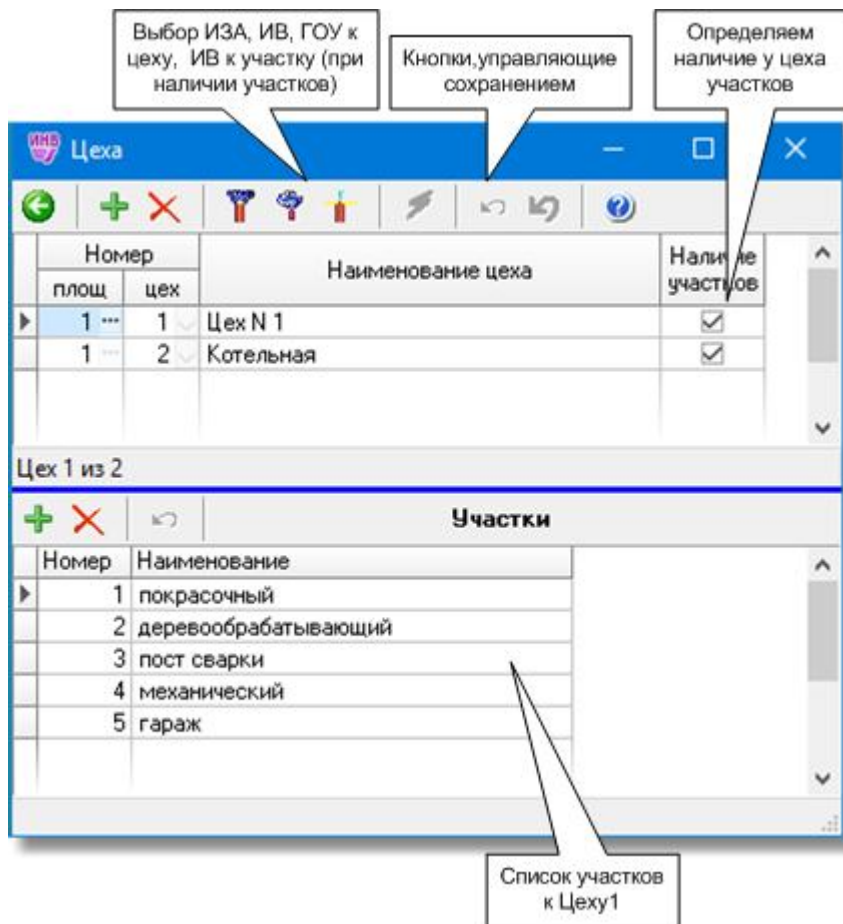 Выбор ИЗА, ИВ, ГОУ к
цеху, ИВ к участку (при
наличии участков)
Кнопки,управляющие
сохранением
Определяем
наличие у цеха
участков
ИНВ
Цеха
Номер
площ
цех
Наименование цеха
Наличие
участков
1 ... 1 Цех N 1
1 ... 2 Котельная
Цех 1 из 2
Участки
Номер Наименование
1 покрасочный
2 деревообрабатывающий
3 пост сварки
4 механический
5 гараж
Список участков
к Цеху1